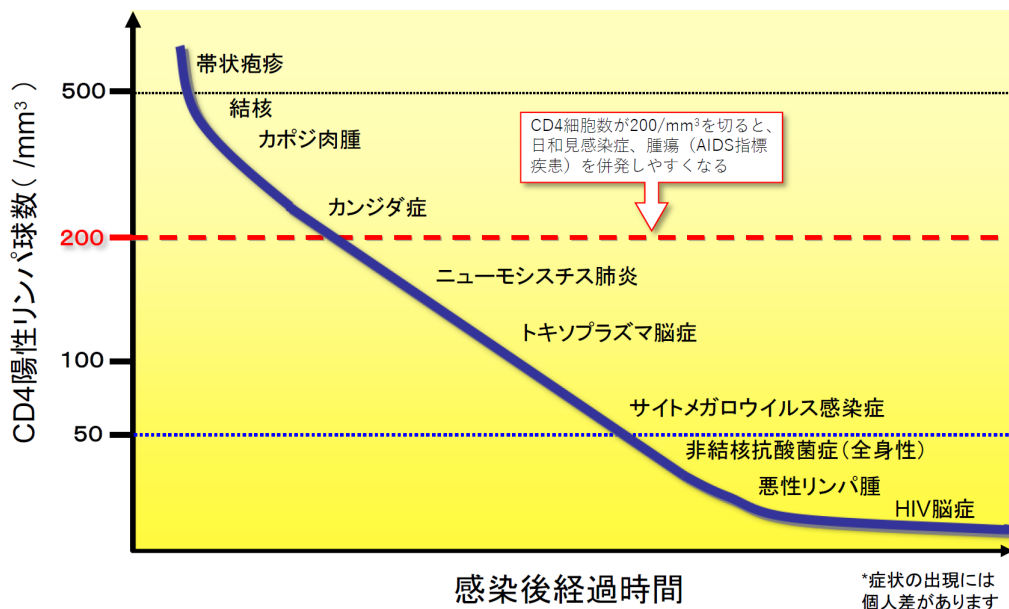 CD4陽性リンパ球数( /mm³ )
500
200
100
50
帯状疱疹
結核
カポジ肉腫
カンジダ症
CD4細胞数が200/mm³を切ると、
日和見感染症、腫瘍（AIDS指標
疾患）を併発しやすくなる
ニューモシスチス肺炎
トキソプラズマ脳症
サイトメガロウイルス感染症
非結核抗酸菌症(全身性)
悪性リンパ腫
HIV脳症
感染後経過時間
*症状の出現には
個人差があります